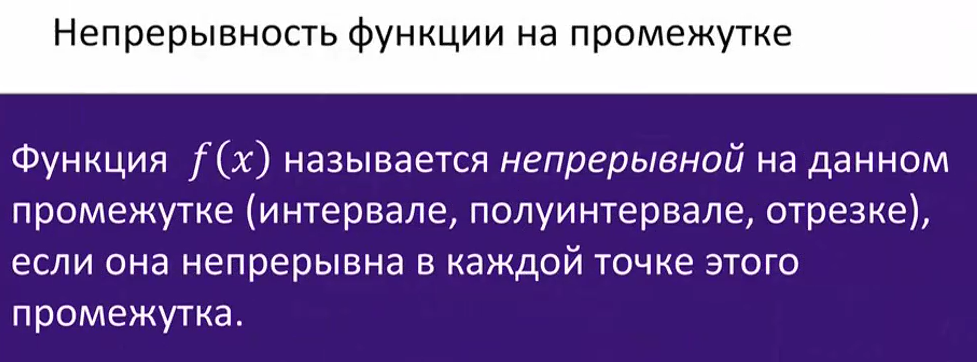 Непрерывность функции на промежутке
Функция f(x) называется непрерывной на данном
промежутке (интервале, полуинтервале, отрезке),
если она непрерывна в каждой точке этого
промежутка.